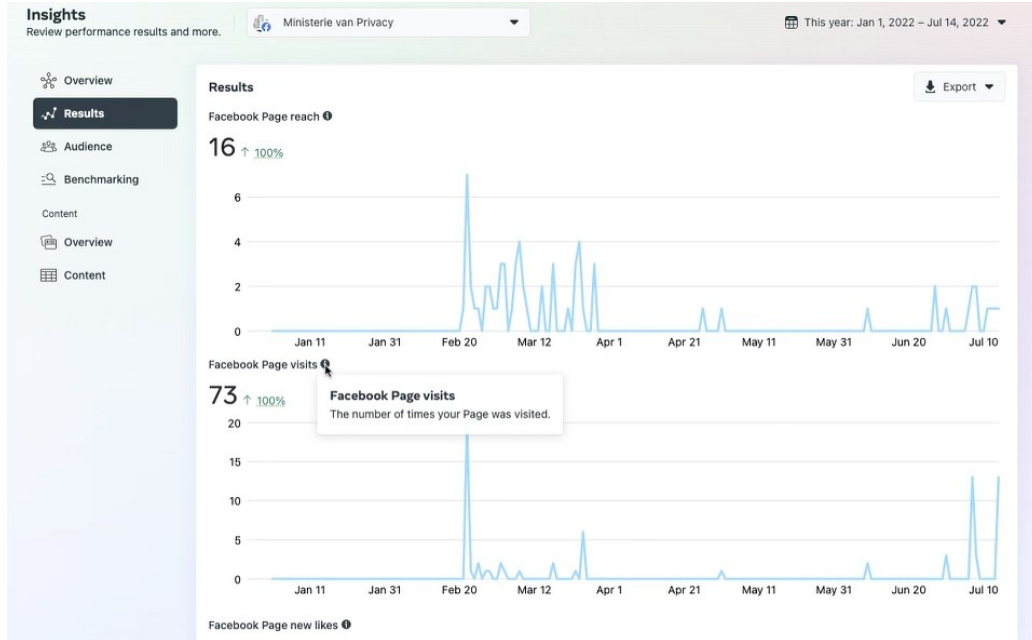 Insights
Review performance results and more.
Ministerie van Privacy
This year: Jan 1, 2022 – Jul 14, 2022
Overview
Results
Audience
Benchmarking
Content
Overview
Content
Results
Export
Facebook Page reach
16 ↑ 100%
6
4
2
0
Jan 11 Jan 31 Feb 20 Mar 12 Apr 1 Apr 21 May 11 May 31 Jun 20 Jul 10
Facebook Page visits
73 ↑ 100%
Facebook Page visits
The number of times your Page was visited.
20
15
10
5
0
Jan 11 Jan 31 Feb 20 Mar 12 Apr 1 Apr 21 May 11 May 31 Jun 20 Jul 10
Facebook Page new likes